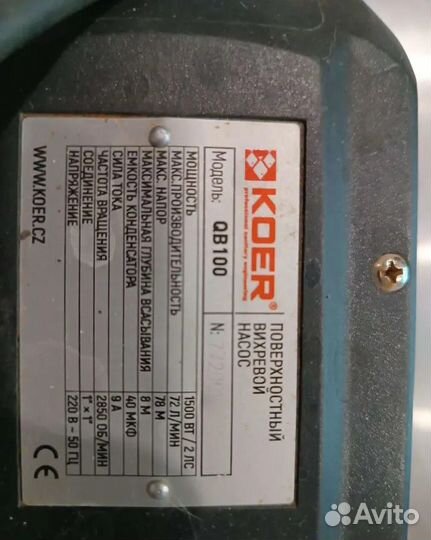 KOER®
professional sanitary engineering
ПОВЕРХНОСТНЫЙ
ВИХРЕВОЙ
НАСОС
Модель: QB100 N:
МОЩНОСТЬ 1500 ВТ / 2 ЛС
МАКС.ПРОИЗВОДИТЕЛЬНОСТЬ 72 Л/МИН
МАКС. НАПОР 78 М
МАКСИМАЛЬНАЯ ГЛУБИНА ВСАСЫВАНИЯ 8 М
ЕМКОСТЬ КОНДЕНСАТОРА 40 МКФ
СИЛА ТОКА 9 А
ЧАСТОТА ВРАЩЕНИЯ 2850 ОБ/МИН
СОЕДИНЕНИЕ 1" × 1"
НАПРЯЖЕНИЕ 220 В ~ 50 ГЦ
WWW.KOER.CZ CE
Avito